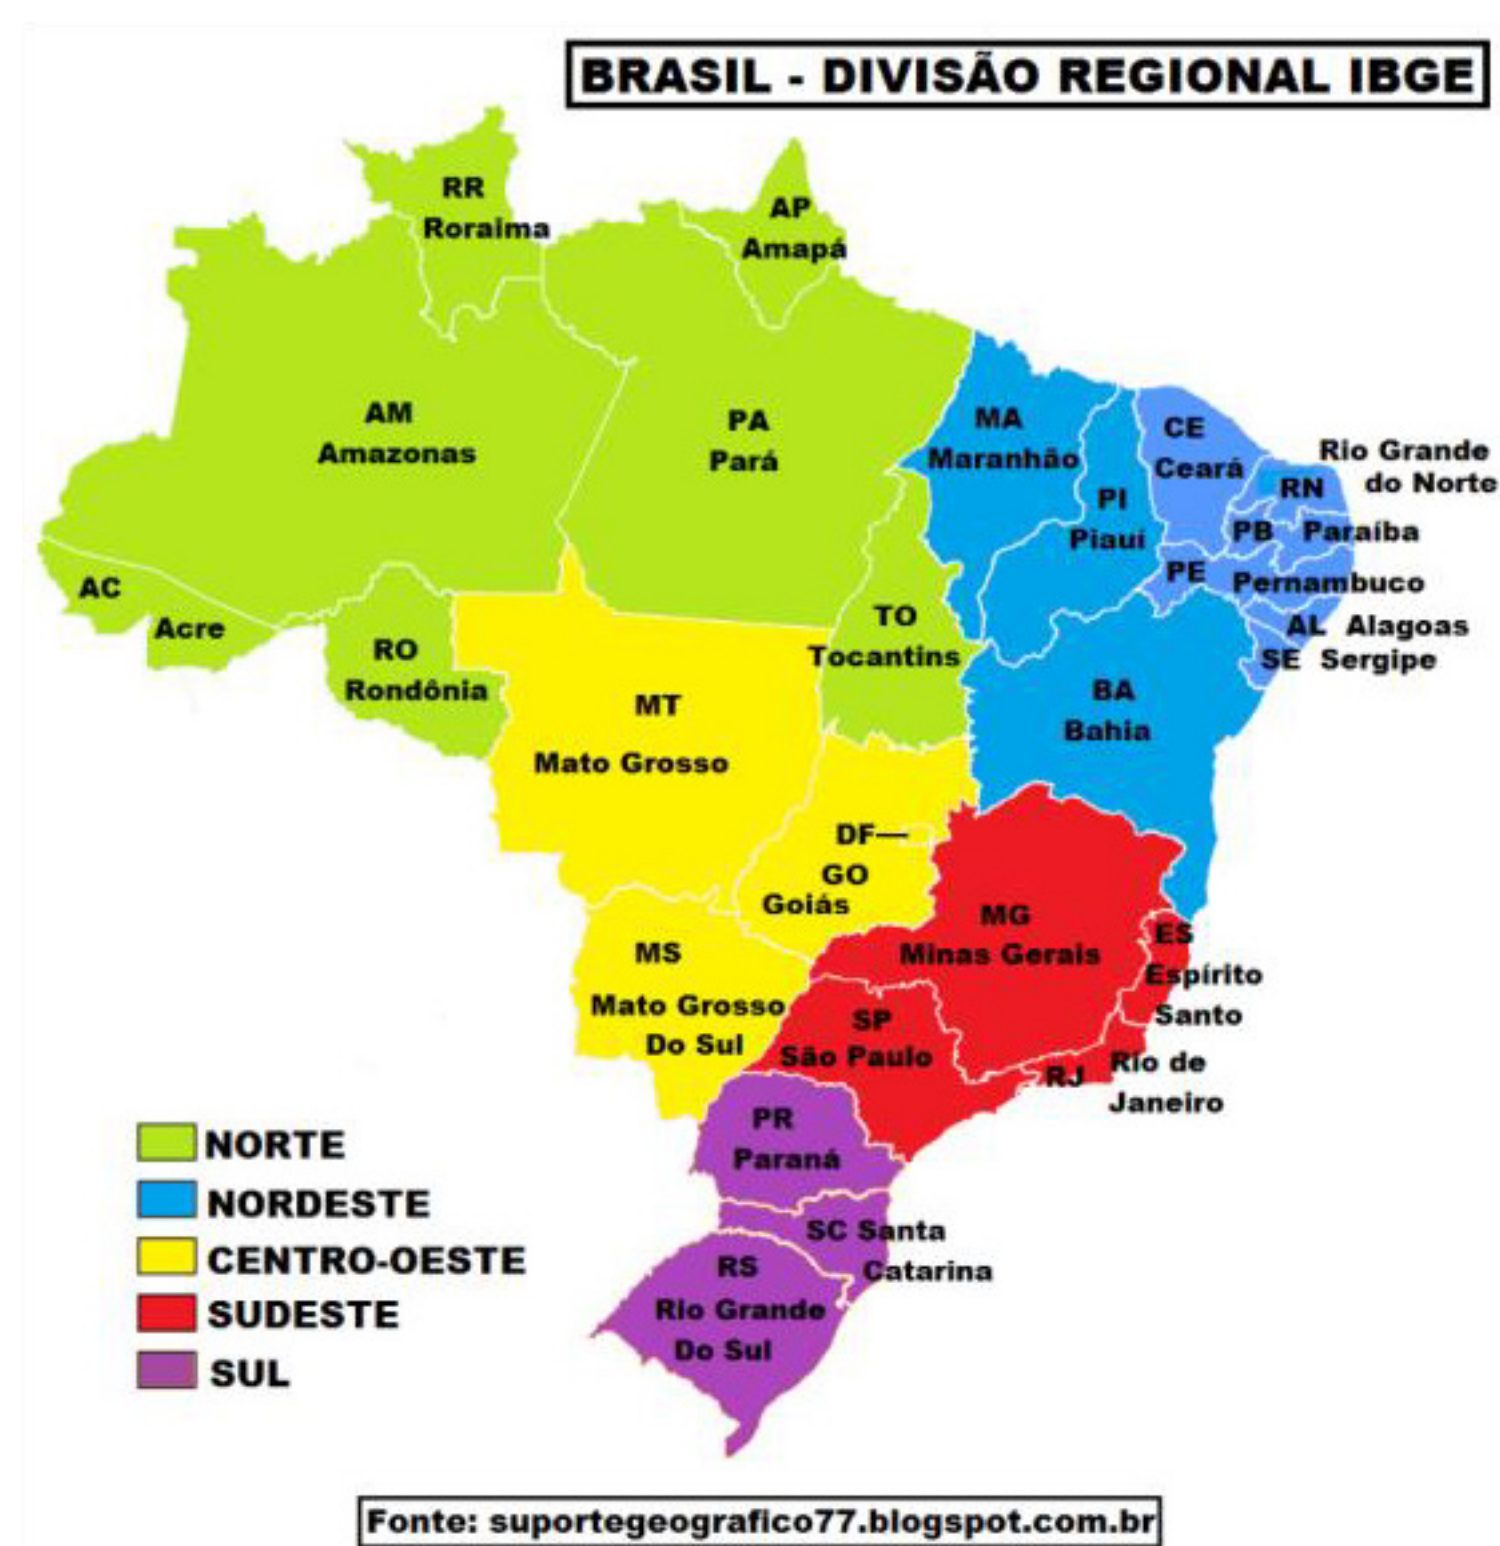 BRASIL - DIVISÃO REGIONAL IBGE
RR
Roraima
AP
Amapá
AM
Amazonas
PA
Pará
MA
Maranhão
PI
Piauí
CE
Ceará
Rio Grande
do Norte
RN
PB Paraíba
PE Pernambuco
AL Alagoas
SE Sergipe
AC
Acre
RO
Rondônia
TO
Tocantins
BA
Bahia
MT
Mato Grosso
DF—
GO
Goiás
MG
Minas Gerais
ES
Espírito
Santo
MS
Mato Grosso
Do Sul
SP
São Paulo
RJ Rio de
Janeiro
PR
Paraná
SC Santa
Catarina
RS
Rio Grande
Do Sul
NORTE
NORDESTE
CENTRO-OESTE
SUDESTE
SUL
Fonte: suportegeografico77.blogspot.com.br